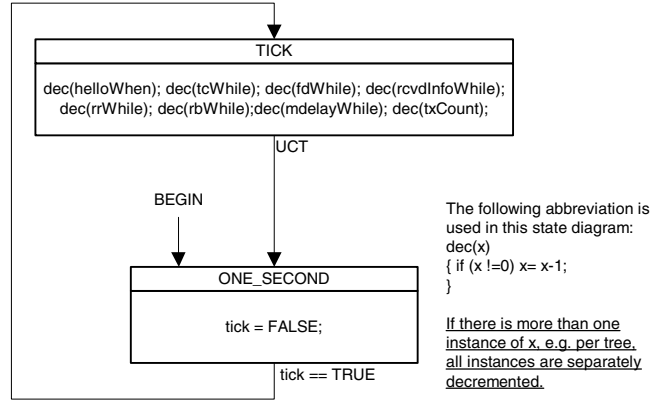 TICK
dec(helloWhen); dec(tcWhile); dec(fdWhile); dec(rcvdInfoWhile);
dec(rrWhile); dec(rbWhile);dec(mdelayWhile); dec(txCount);
UCT
BEGIN
ONE_SECOND
tick = FALSE;
tick == TRUE
The following abbreviation is
used in this state diagram:
dec(x)
{ if (x !=0) x= x-1;
}
If there is more than one
instance of x, e.g. per tree,
all instances are separately
decremented.